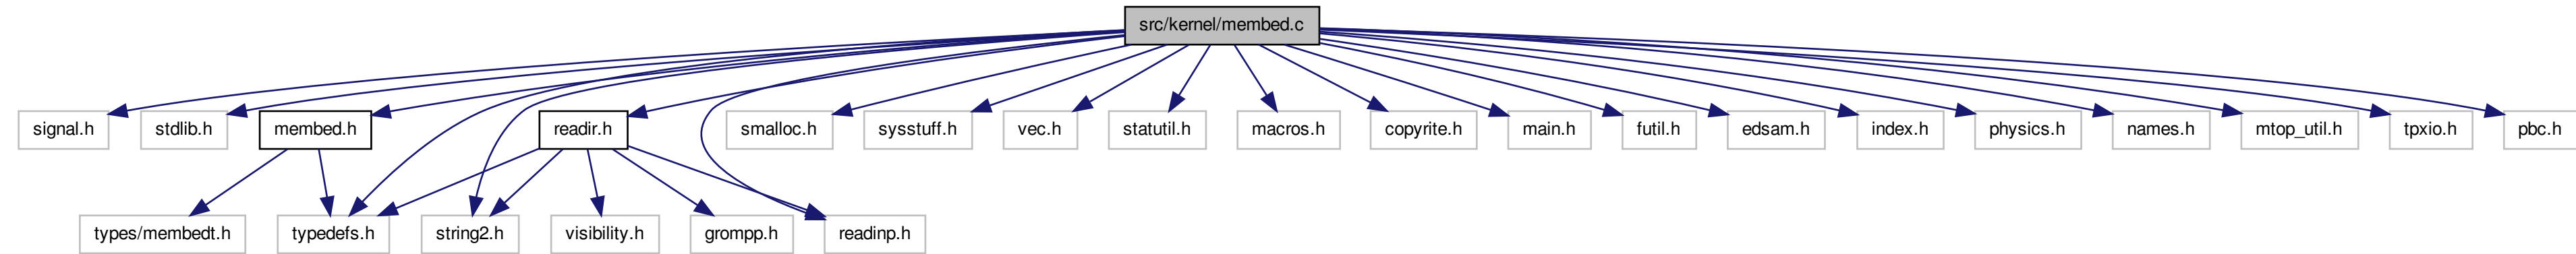 src/kernel/membed.c
signal.h
stdlib.h
membed.h
readir.h
smalloc.h
sysstuff.h
vec.h
statutil.h
macros.h
copyrite.h
main.h
futil.h
edsam.h
index.h
physics.h
names.h
mtop_util.h
tpxio.h
pbc.h
types/membedt.h
typedefs.h
string2.h
visibility.h
grompp.h
readinp.h